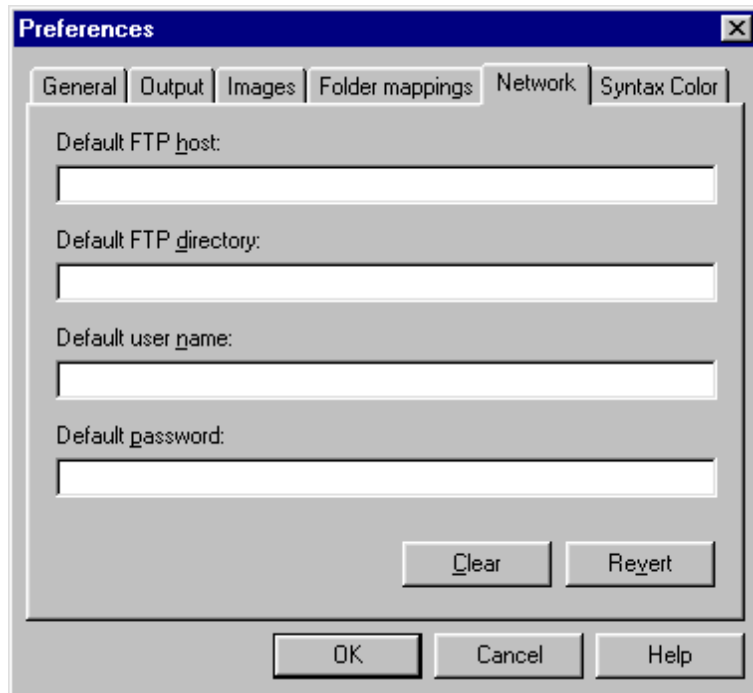 Preferences
General Output Images Folder mappings Network Syntax Color
Default FTP host:
Default FTP directory:
Default user name:
Default password:
Clear Revert
OK Cancel Help